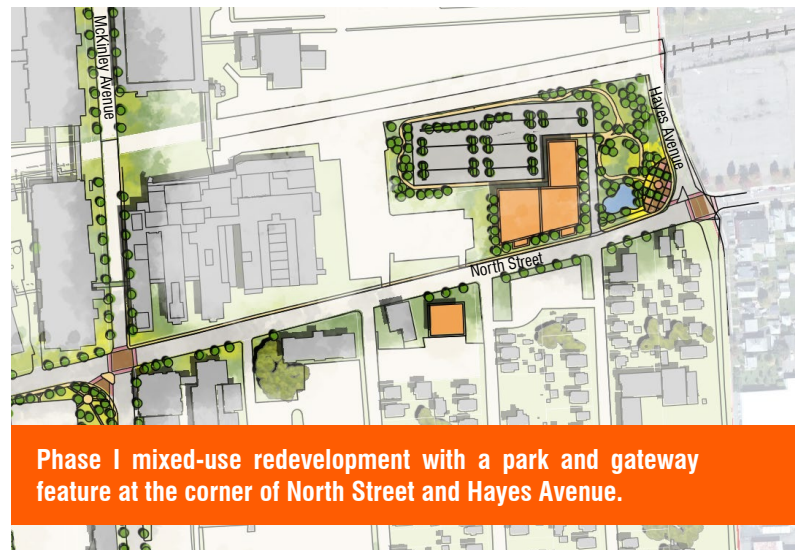 McKinley Avenue
Hayes Avenue
North Street
Phase I mixed-use redevelopment with a park and gateway
feature at the corner of North Street and Hayes Avenue.